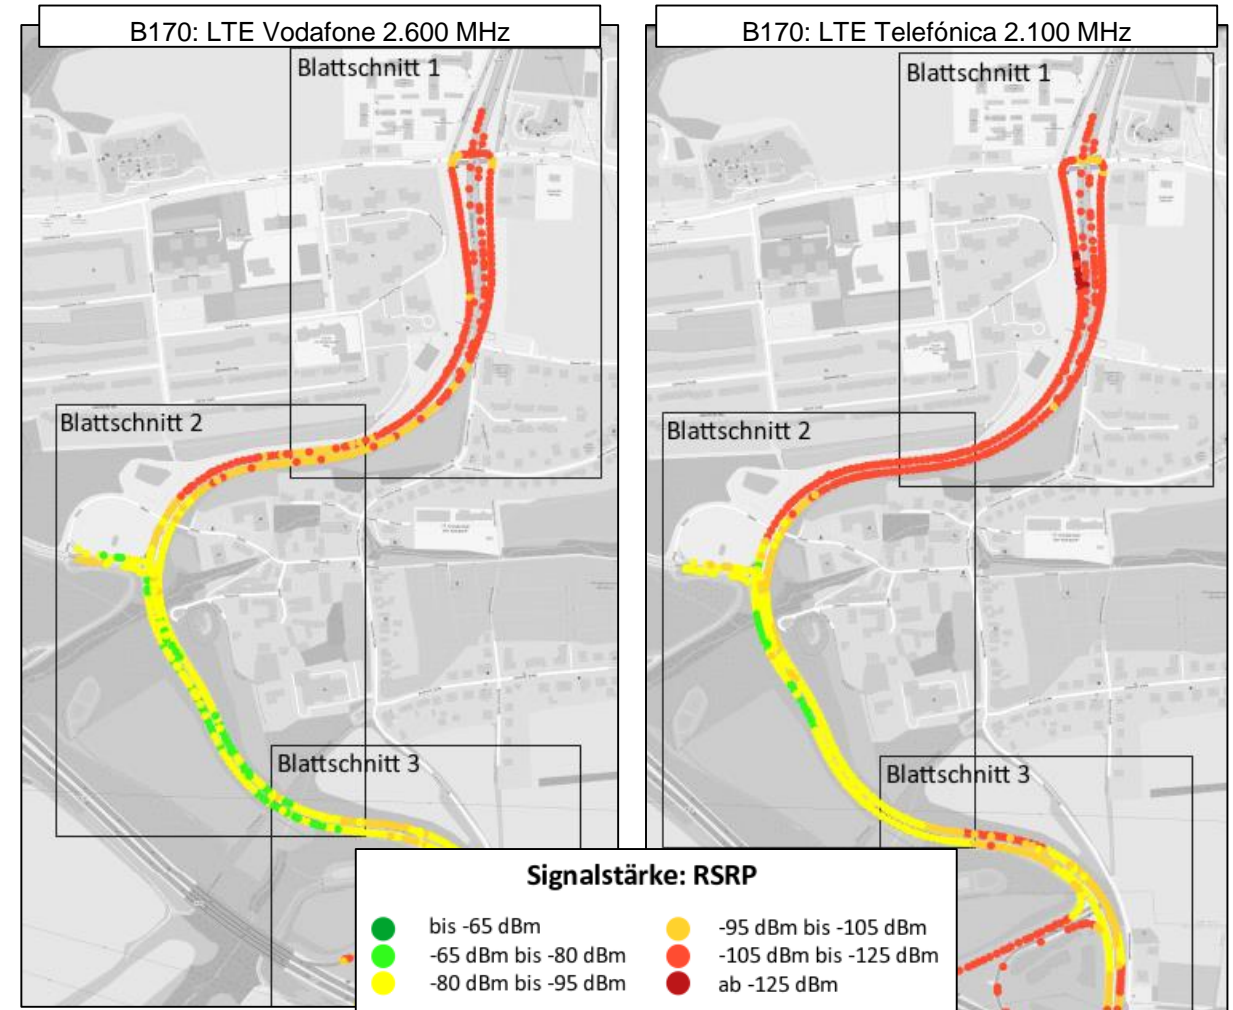 B170: LTE Vodafone 2.600 MHz
B170: LTE Telefónica 2.100 MHz
Blattschnitt 1
Blattschnitt 1
Blattschnitt 2
Blattschnitt 2
Blattschnitt 3
Blattschnitt 3
Signalstärke: RSRP
bis -65 dBm
-65 dBm bis -80 dBm
-80 dBm bis -95 dBm
-95 dBm bis -105 dBm
-105 dBm bis -125 dBm
ab -125 dBm